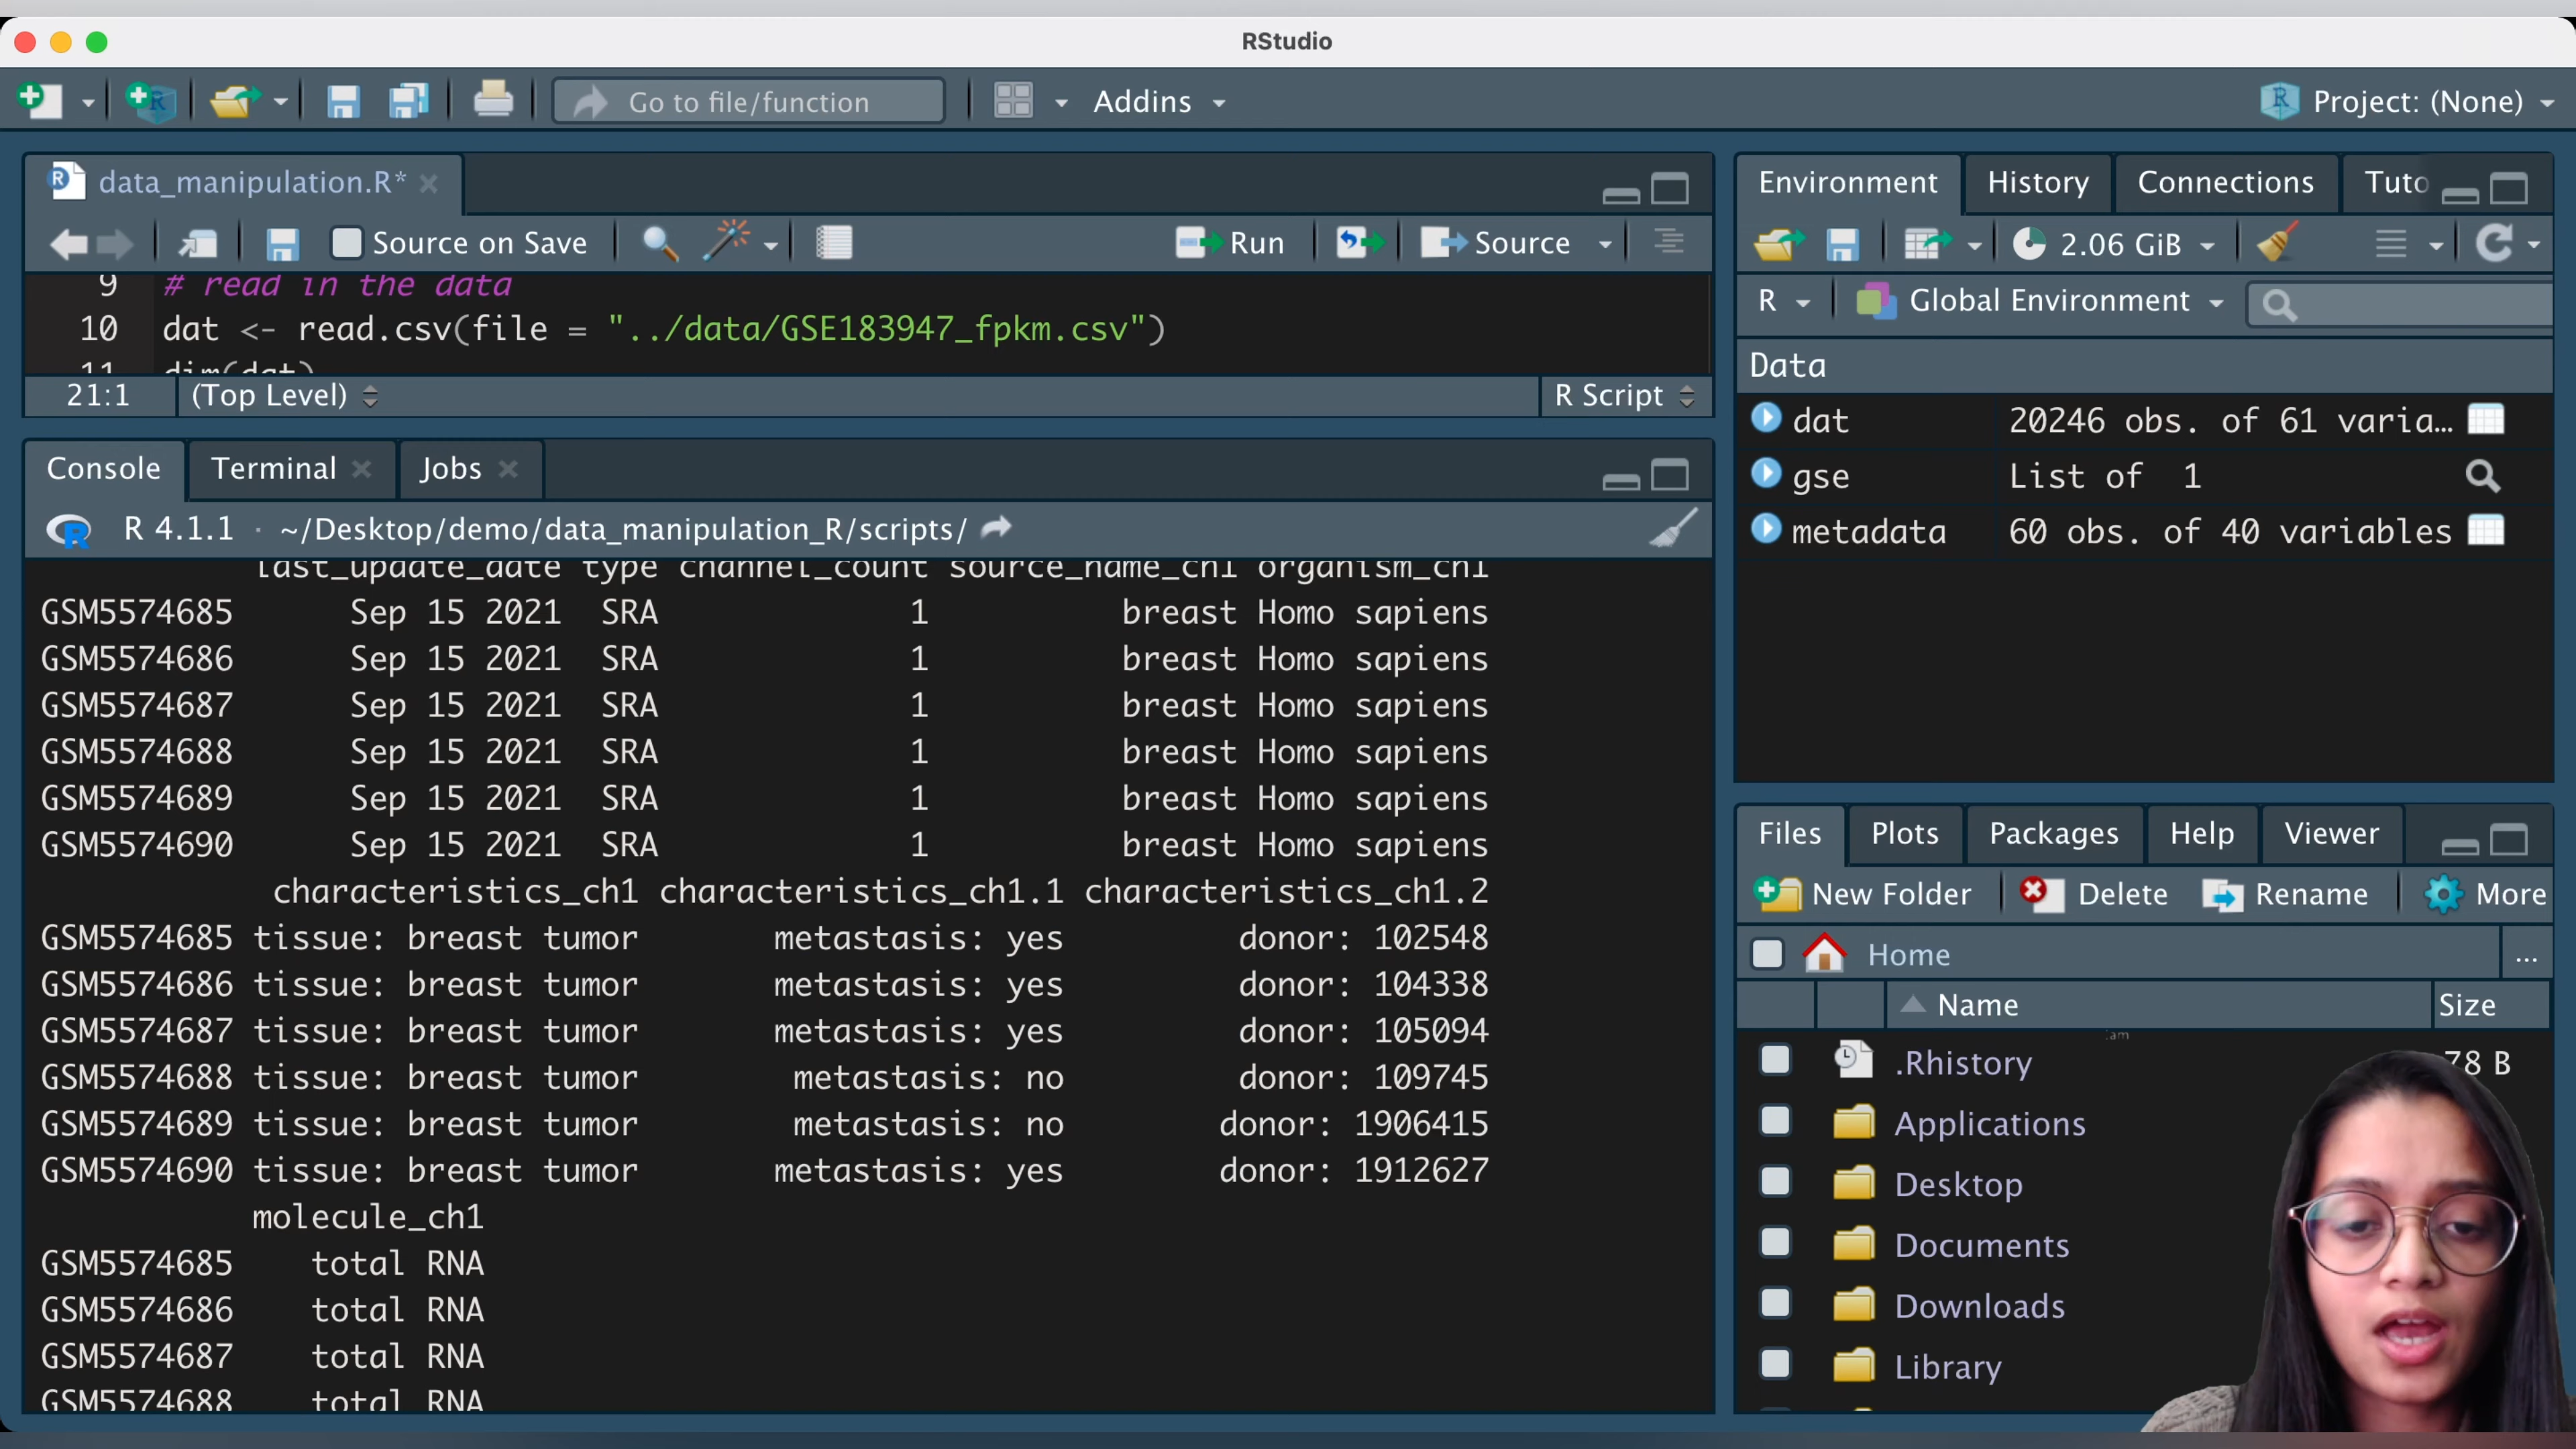 RStudio
Go to file/function
Addins
Project: (None)
data_manipulation.R*
Source on Save
Run
Source
9 # read in the data
10 dat <- read.csv(file = "../data/GSE183947_fpkm.csv")
11 dim(dat)
21:1 (Top Level)
R Script
Console Terminal Jobs
R 4.1.1 · ~/Desktop/demo/data_manipulation_R/scripts/
last_update_date type channel_count source_name_ch1 organism_ch1
GSM5574685 Sep 15 2021 SRA 1 breast Homo sapiens
GSM5574686 Sep 15 2021 SRA 1 breast Homo sapiens
GSM5574687 Sep 15 2021 SRA 1 breast Homo sapiens
GSM5574688 Sep 15 2021 SRA 1 breast Homo sapiens
GSM5574689 Sep 15 2021 SRA 1 breast Homo sapiens
GSM5574690 Sep 15 2021 SRA 1 breast Homo sapiens
characteristics_ch1 characteristics_ch1.1 characteristics_ch1.2
GSM5574685 tissue: breast tumor metastasis: yes donor: 102548
GSM5574686 tissue: breast tumor metastasis: yes donor: 104338
GSM5574687 tissue: breast tumor metastasis: yes donor: 105094
GSM5574688 tissue: breast tumor metastasis: no donor: 109745
GSM5574689 tissue: breast tumor metastasis: no donor: 1906415
GSM5574690 tissue: breast tumor metastasis: yes donor: 1912627
molecule_ch1
GSM5574685 total RNA
GSM5574686 total RNA
GSM5574687 total RNA
GSM5574688 total RNA
Environment History Connections Tuto
2.06 GiB
R Global Environment
Data
dat 20246 obs. of 61 varia…
gse List of 1
metadata 60 obs. of 40 variables
Files Plots Packages Help Viewer
New Folder Delete Rename More
Home ...
Name Size
.Rhistory 78 B
Applications
Desktop
Documents
Downloads
Library